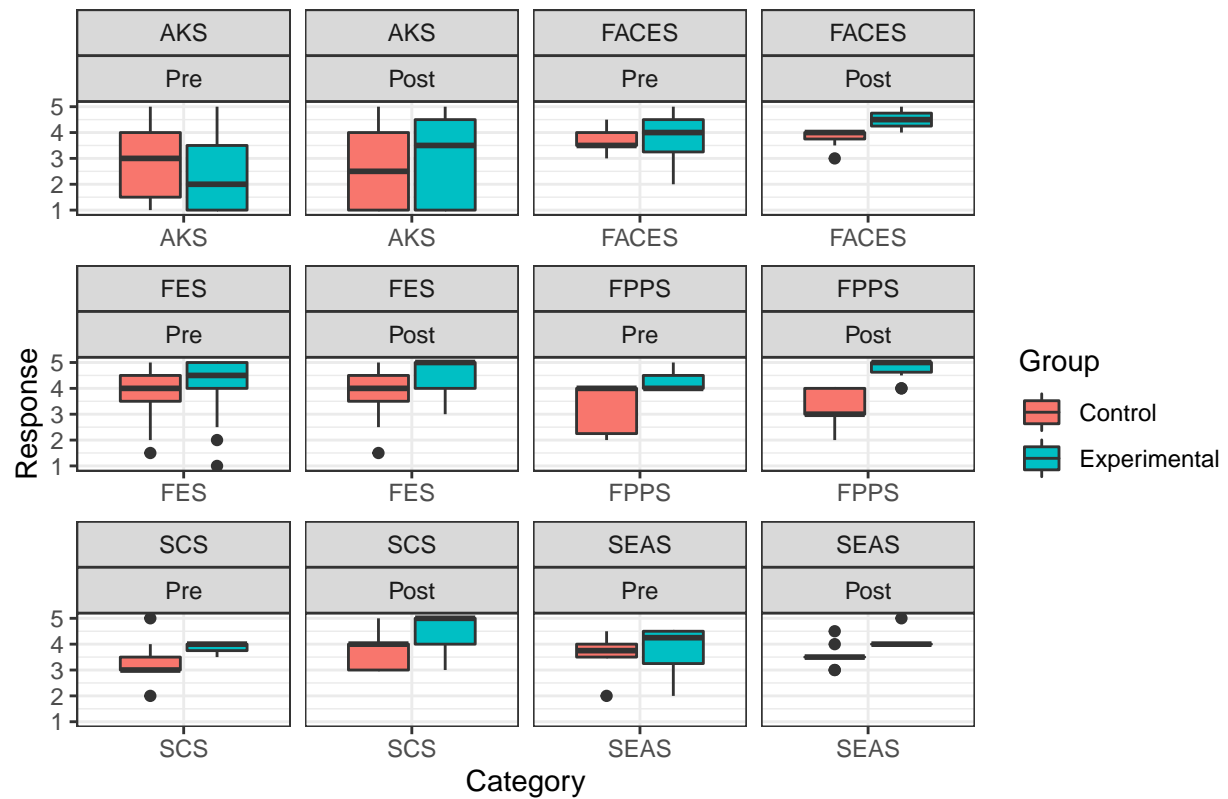 AKS AKS FACES FACES
Pre Post Pre Post
5
4
3
2
1
AKS AKS FACES FACES
FES FES FPPS FPPS
Pre Post Pre Post
5
4
3
2
1
FES FES FPPS FPPS
SCS SCS SEAS SEAS
Pre Post Pre Post
5
4
3
2
1
SCS SCS SEAS SEAS
Response
Category
Group
Control
Experimental